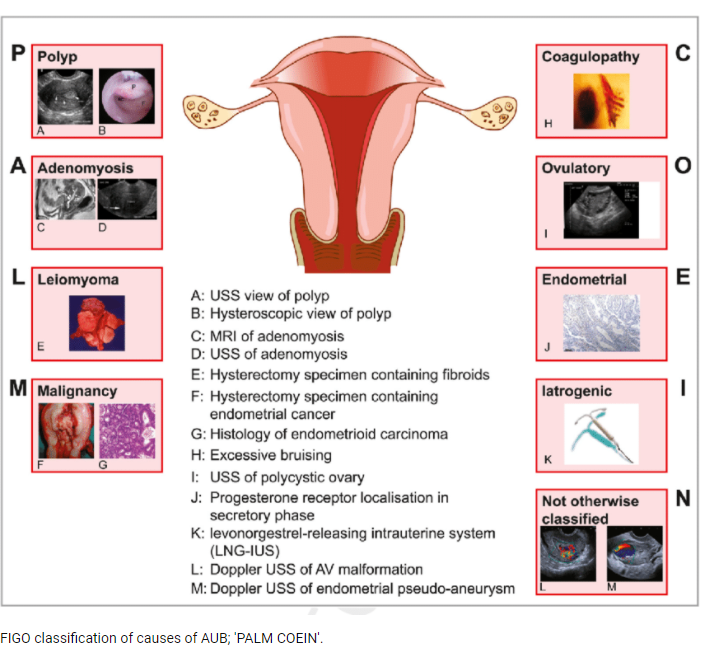 P
Polyp
P
A
B
A
Adenomyosis
C
D
L
Leiomyoma
E
M
Malignancy
F
G
A: USS view of polyp
B: Hysteroscopic view of polyp
C: MRI of adenomyosis
D: USS of adenomyosis
E: Hysterectomy specimen containing fibroids
F: Hysterectomy specimen containing
endometrial cancer
G: Histology of endometrioid carcinoma
H: Excessive bruising
I: USS of polycystic ovary
J: Progesterone receptor localisation in
secretory phase
K: levonorgestrel-releasing intrauterine system
(LNG-IUS)
L: Doppler USS of AV malformation
M: Doppler USS of endometrial pseudo-aneurysm
Coagulopathy
C
H
Ovulatory
O
I
Endometrial
E
J
Iatrogenic
I
K
Not otherwise
classified
N
L
M
FIGO classification of causes of AUB; 'PALM COEIN'.